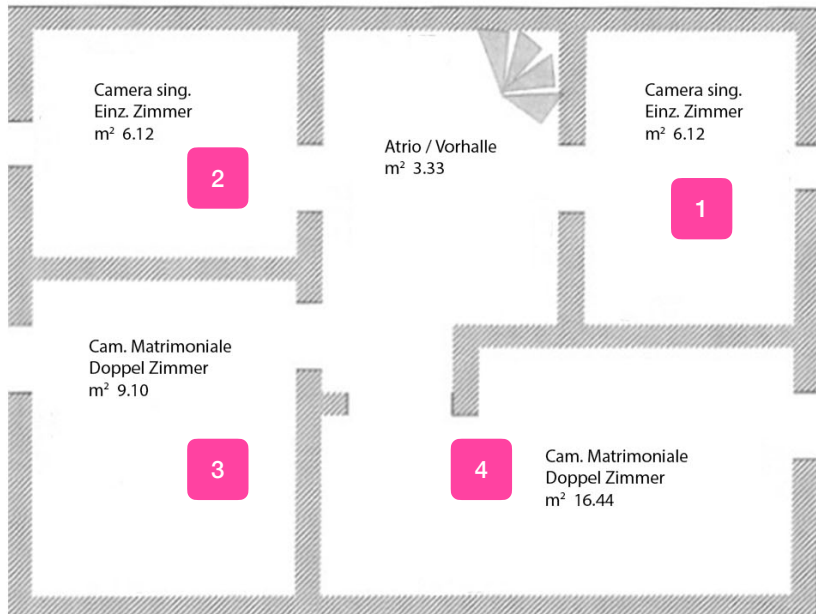 Camera sing.
Einz. Zimmer
m² 6.12
2
Atrio / Vorhalle
m² 3.33
Camera sing.
Einz. Zimmer
m² 6.12
1
Cam. Matrimoniale
Doppel Zimmer
m² 9.10
3
4
Cam. Matrimoniale
Doppel Zimmer
m² 16.44